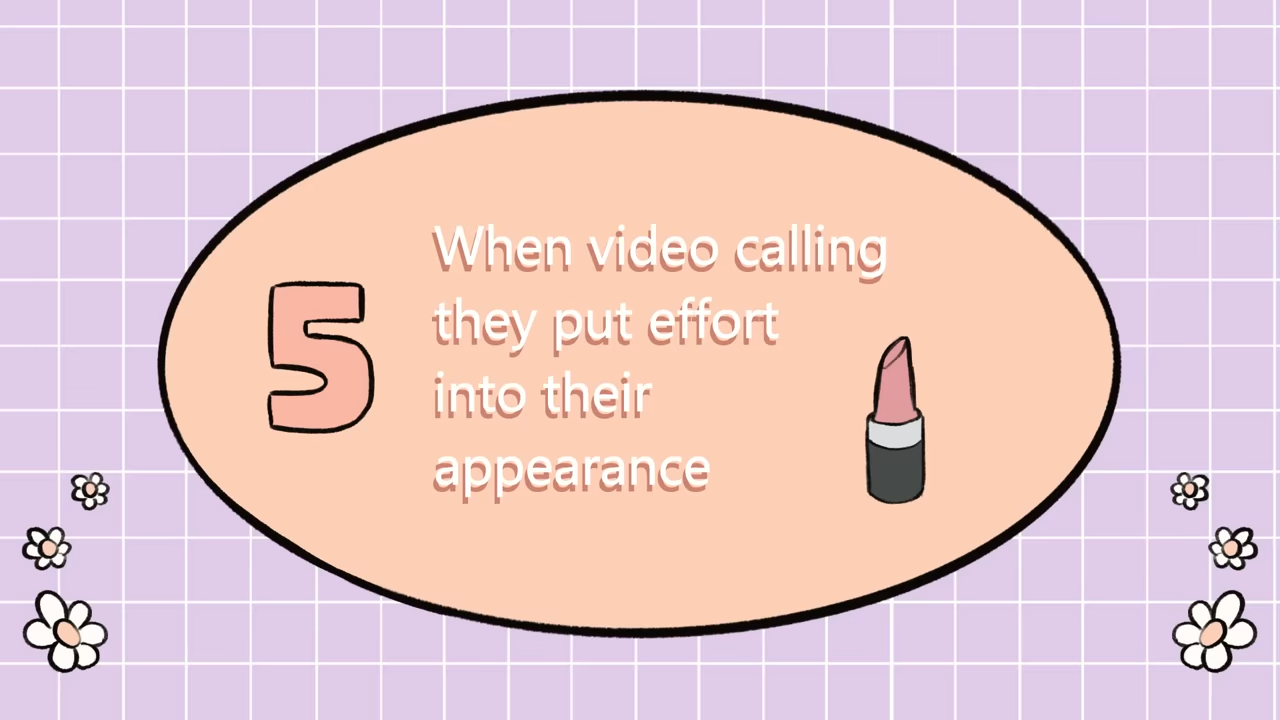 5
When video calling
they put effort
into their
appearance